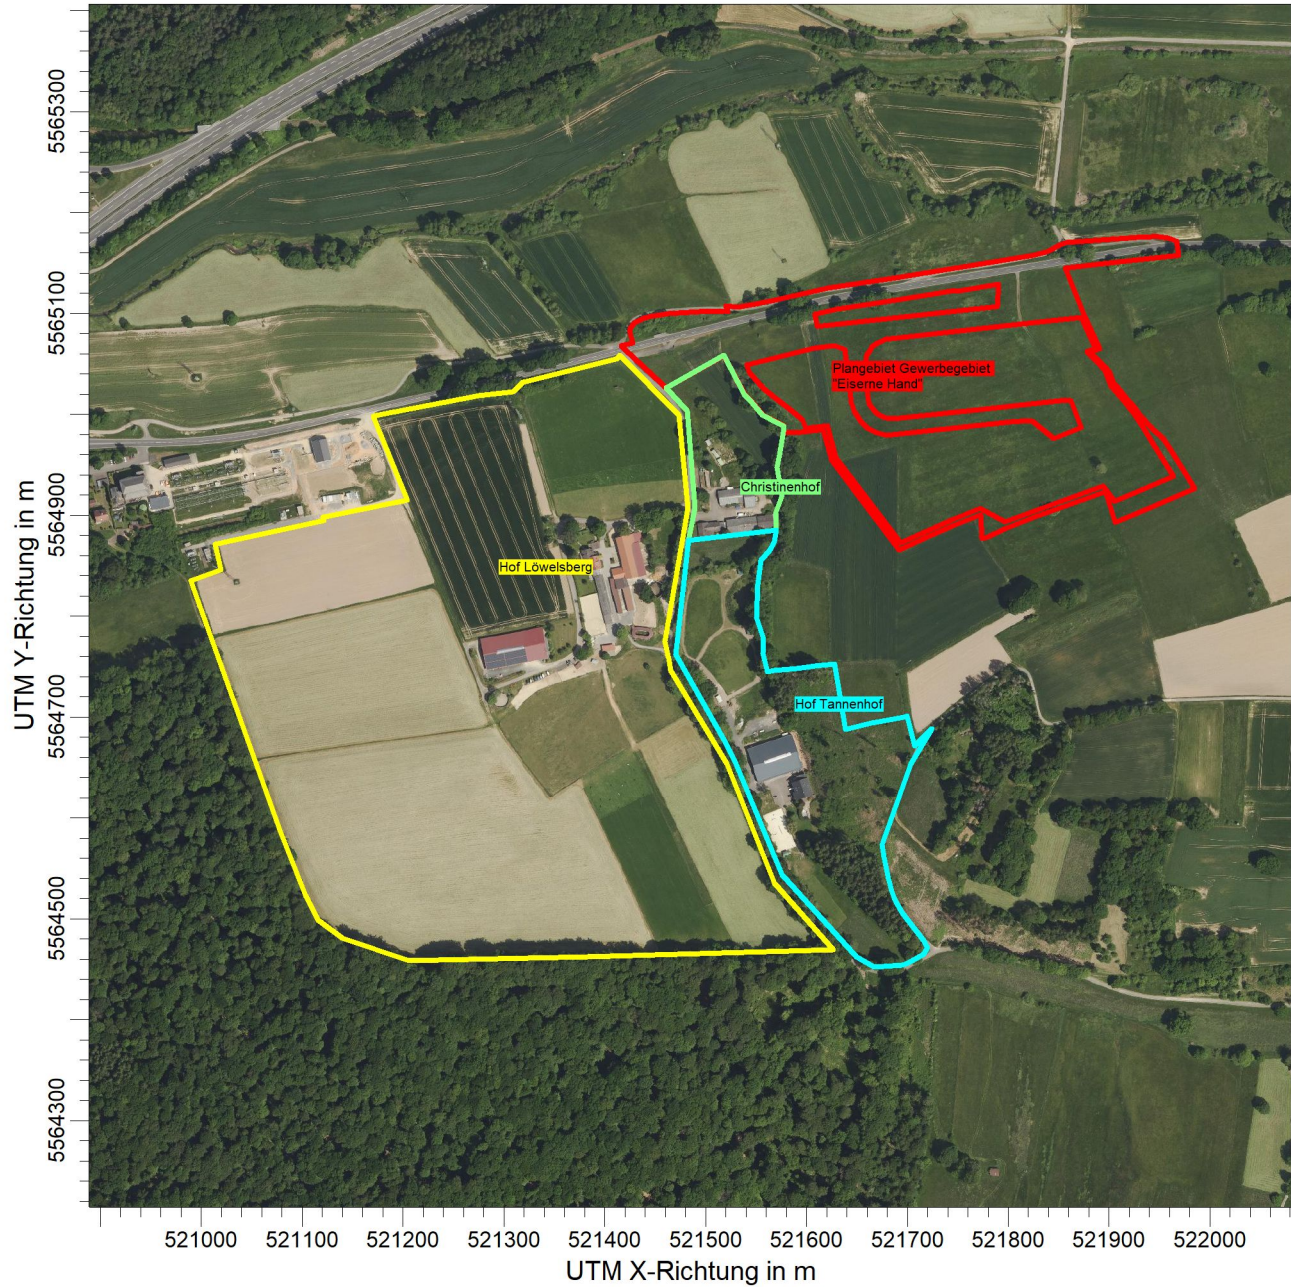 5565300
5565100
5564900
5564700
5564500
5564300
UTM Y-Richtung in m
Plangebiet Gewerbegebiet
"Eiserne Hand"
Christinenhof
Hof Löwelsberg
Hof Tannenhof
521000 521100 521200 521300 521400 521500 521600 521700 521800 521900 522000
UTM X-Richtung in m